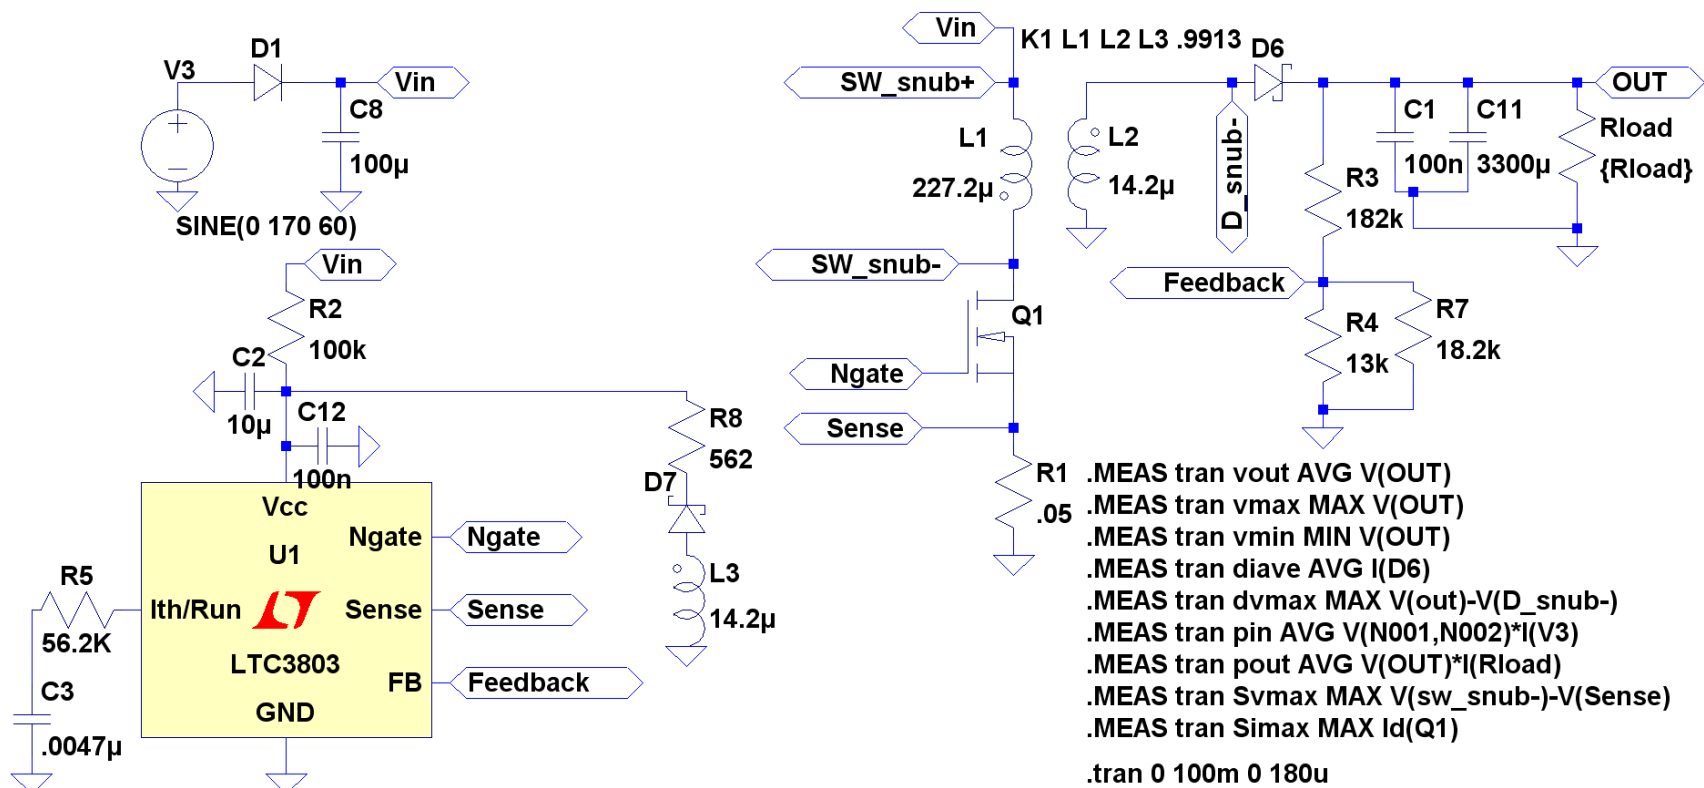 V3
D1
Vin
C8
100µ
SINE(0 170 60)
Vin
R2
100k
C2
10µ
C12
100n
R8
562
D7
L3
14.2µ
Vcc
U1
Ngate
Ngate
Ith/Run
Sense
Sense
LTC3803
FB
Feedback
GND
R5
56.2K
C3
.0047µ
Vin
K1 L1 L2 L3 .9913
SW_snub+
L1
227.2µ
L2
14.2µ
SW_snub-
Q1
Ngate
Sense
R1
.05
D6
D_snub-
OUT
C1
100n
C11
3300µ
Rload
{Rload}
R3
182k
Feedback
R4
13k
R7
18.2k
.MEAS tran vout AVG V(OUT)
.MEAS tran vmax MAX V(OUT)
.MEAS tran vmin MIN V(OUT)
.MEAS tran diave AVG I(D6)
.MEAS tran dvmax MAX V(out)-V(D_snub-)
.MEAS tran pin AVG V(N001,N002)*I(V3)
.MEAS tran pout AVG V(OUT)*I(Rload)
.MEAS tran Svmax MAX V(sw_snub-)-V(Sense)
.MEAS tran Simax MAX Id(Q1)
.tran 0 100m 0 180u